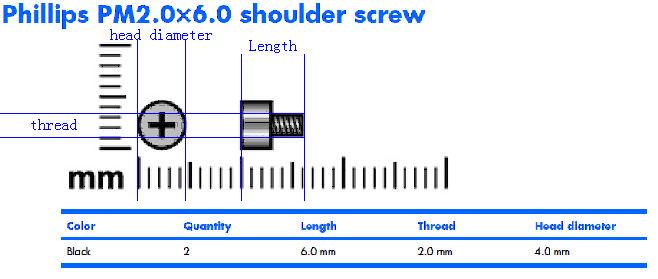 Phillips PM2.0×6.0 shoulder screw
head diameter
Length
thread
mm
Color Quantity Length Thread Head diameter
Black 2 6.0 mm 2.0 mm 4.0 mm